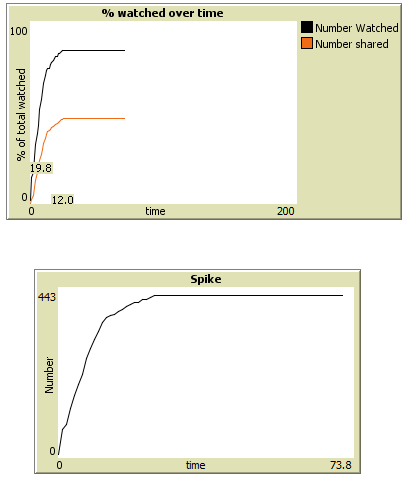 % watched over time
100
Number Watched
Number shared
% of total watched
19.8
0
12.0
0
time
200
Spike
443
Number
0
0
time
73.8